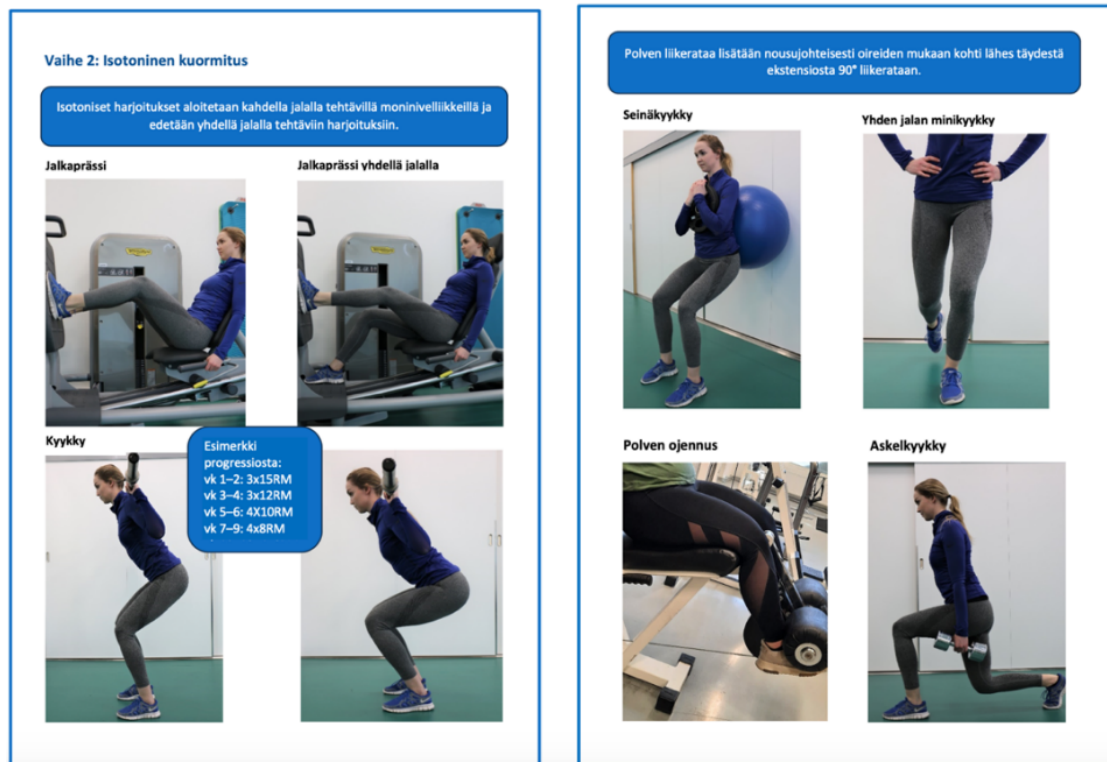 Vaihe 2: Isotoninen kuormitus
Isotoniset harjoitukset aloitetaan kahdella jalalla tehtävillä moninivelliikkeillä ja
edetään yhdellä jalalla tehtäviin harjoituksiin.
Jalkaprässi
Jalkaprässi yhdellä jalalla
Kyykky
Esimerkki
progressiosta:
vk 1–2: 3x15RM
vk 3–4: 3x12RM
vk 5–6: 4X10RM
vk 7–9: 4x8RM
Polven liikerataa lisätään nousujohteisesti oireiden mukaan kohti lähes täydestä
ekstensiosta 90° liikerataan.
Seinäkyykky
Yhden jalan minikyykky
Polven ojennus
Askelkyykky